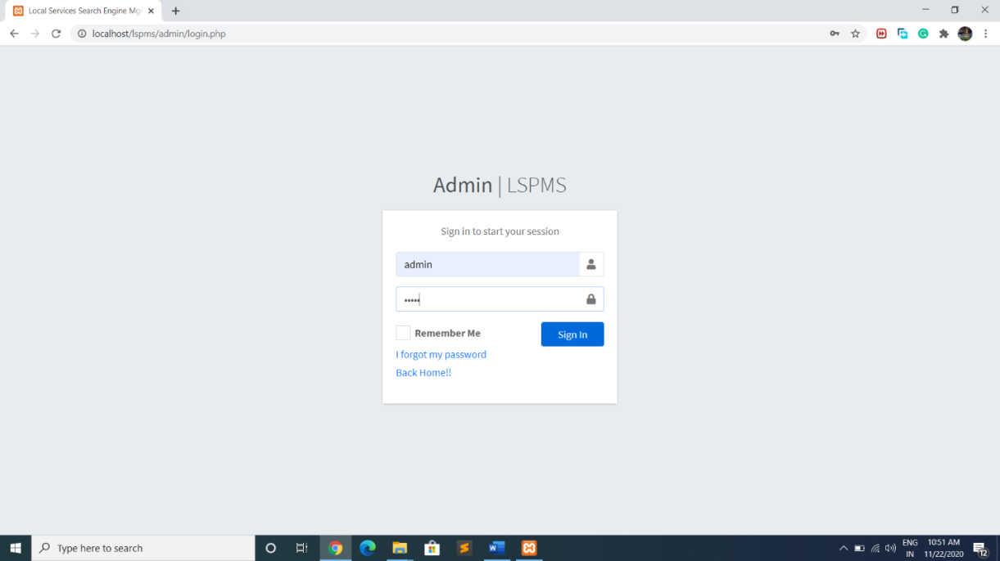 Local Services Search Engine Mg
localhost/lspms/admin/login.php
Admin | LSPMS
Sign in to start your session
admin
•••••
Remember Me
Sign In
I forgot my password
Back Home!!
Type here to search
ENG
IN
10:51 AM
11/22/2020
12